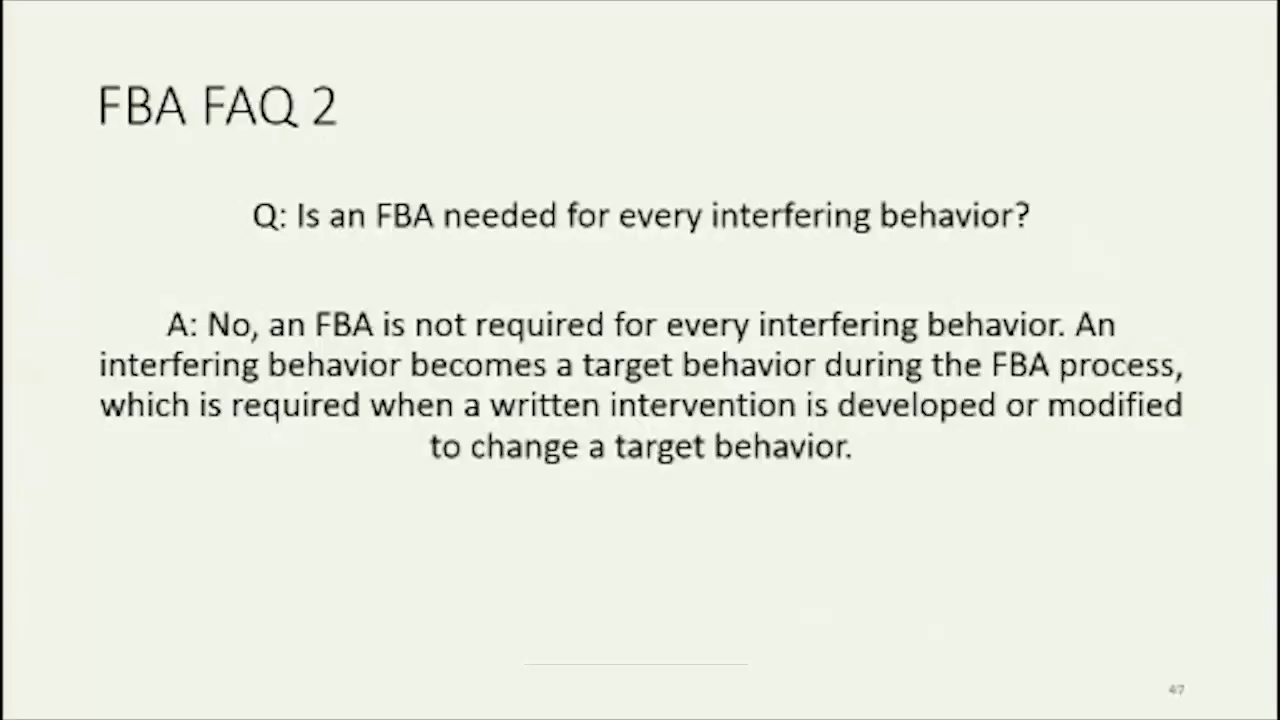 FBA FAQ 2
Q: Is an FBA needed for every interfering behavior?
A: No, an FBA is not required for every interfering behavior. An
interfering behavior becomes a target behavior during the FBA process,
which is required when a written intervention is developed or modified
to change a target behavior.
47